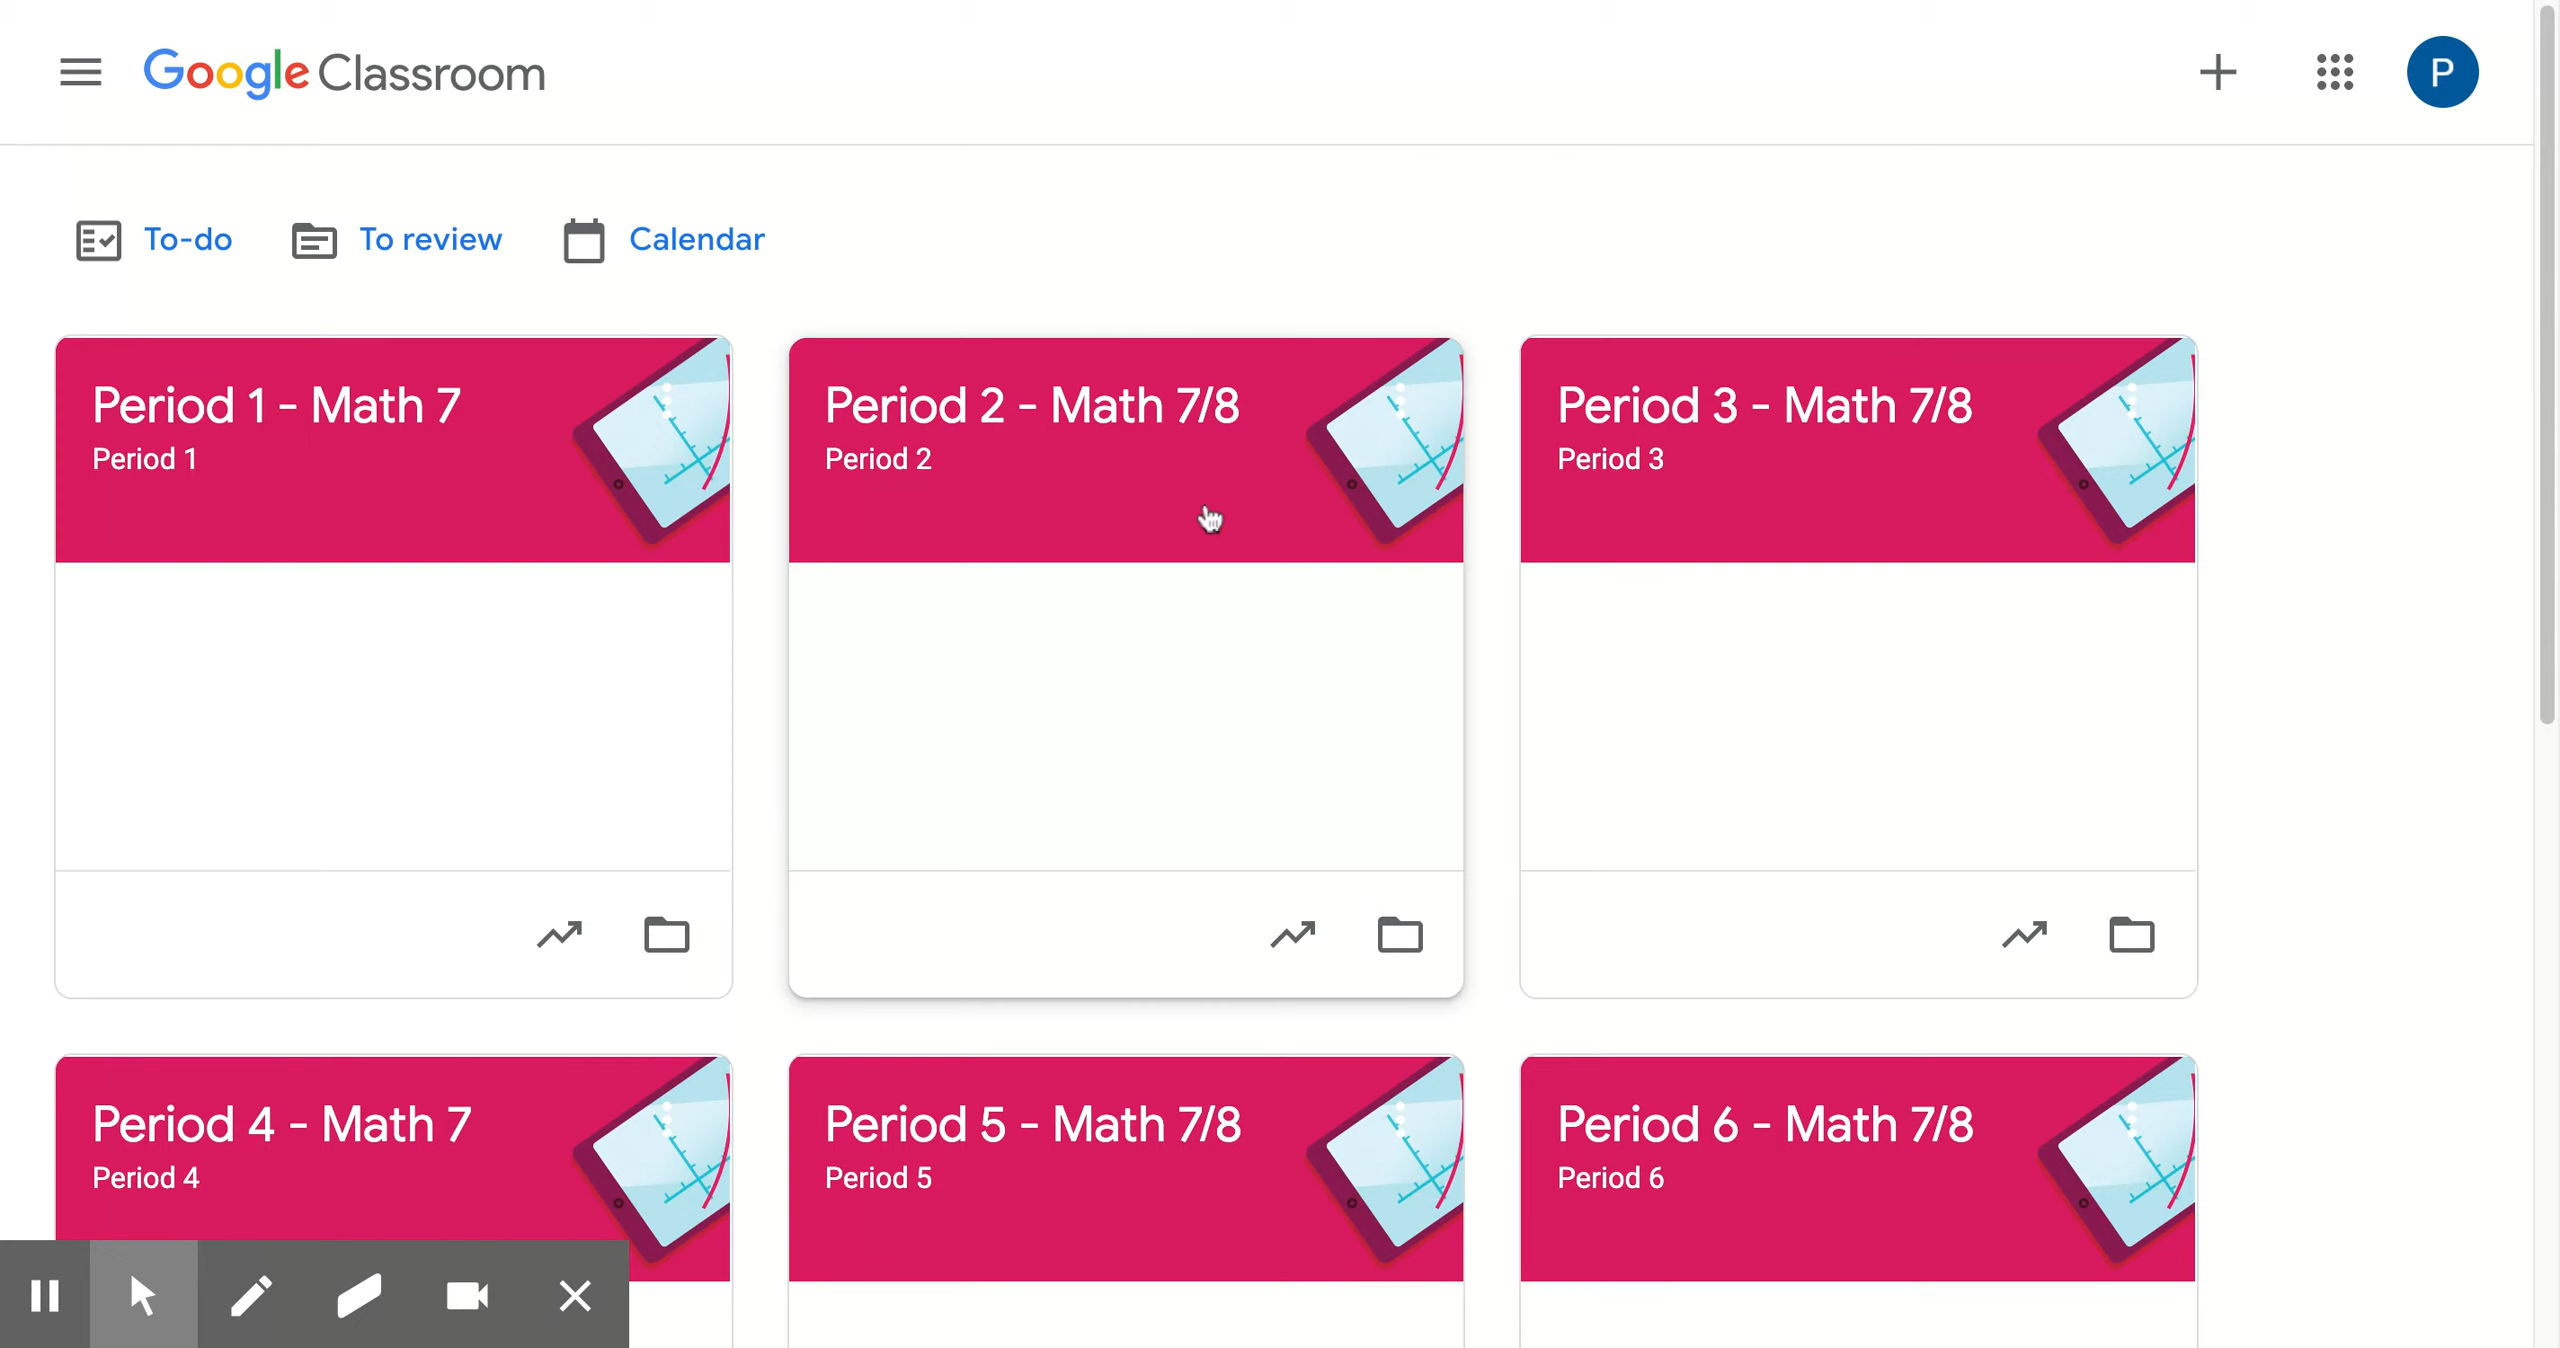 Google Classroom
P
To-do
To review
Calendar
Period 1 - Math 7
Period 1
Period 2 - Math 7/8
Period 2
Period 3 - Math 7/8
Period 3
Period 4 - Math 7
Period 4
Period 5 - Math 7/8
Period 5
Period 6 - Math 7/8
Period 6